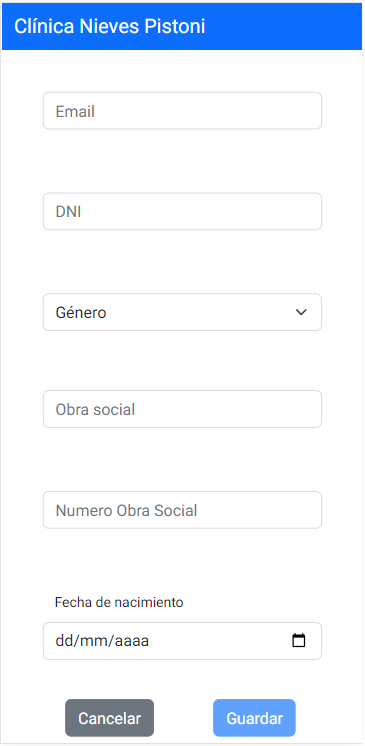 Clínica Nieves Pistoni
Email
DNI
Género
Obra social
Numero Obra Social
Fecha de nacimiento
dd/mm/aaaa
Cancelar Guardar